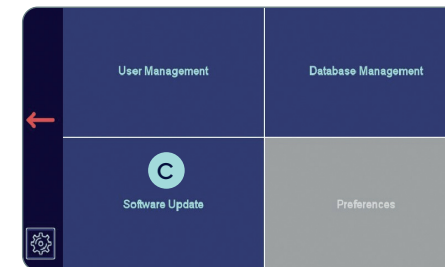 User Management
Database Management
C
Software Update
Preferences